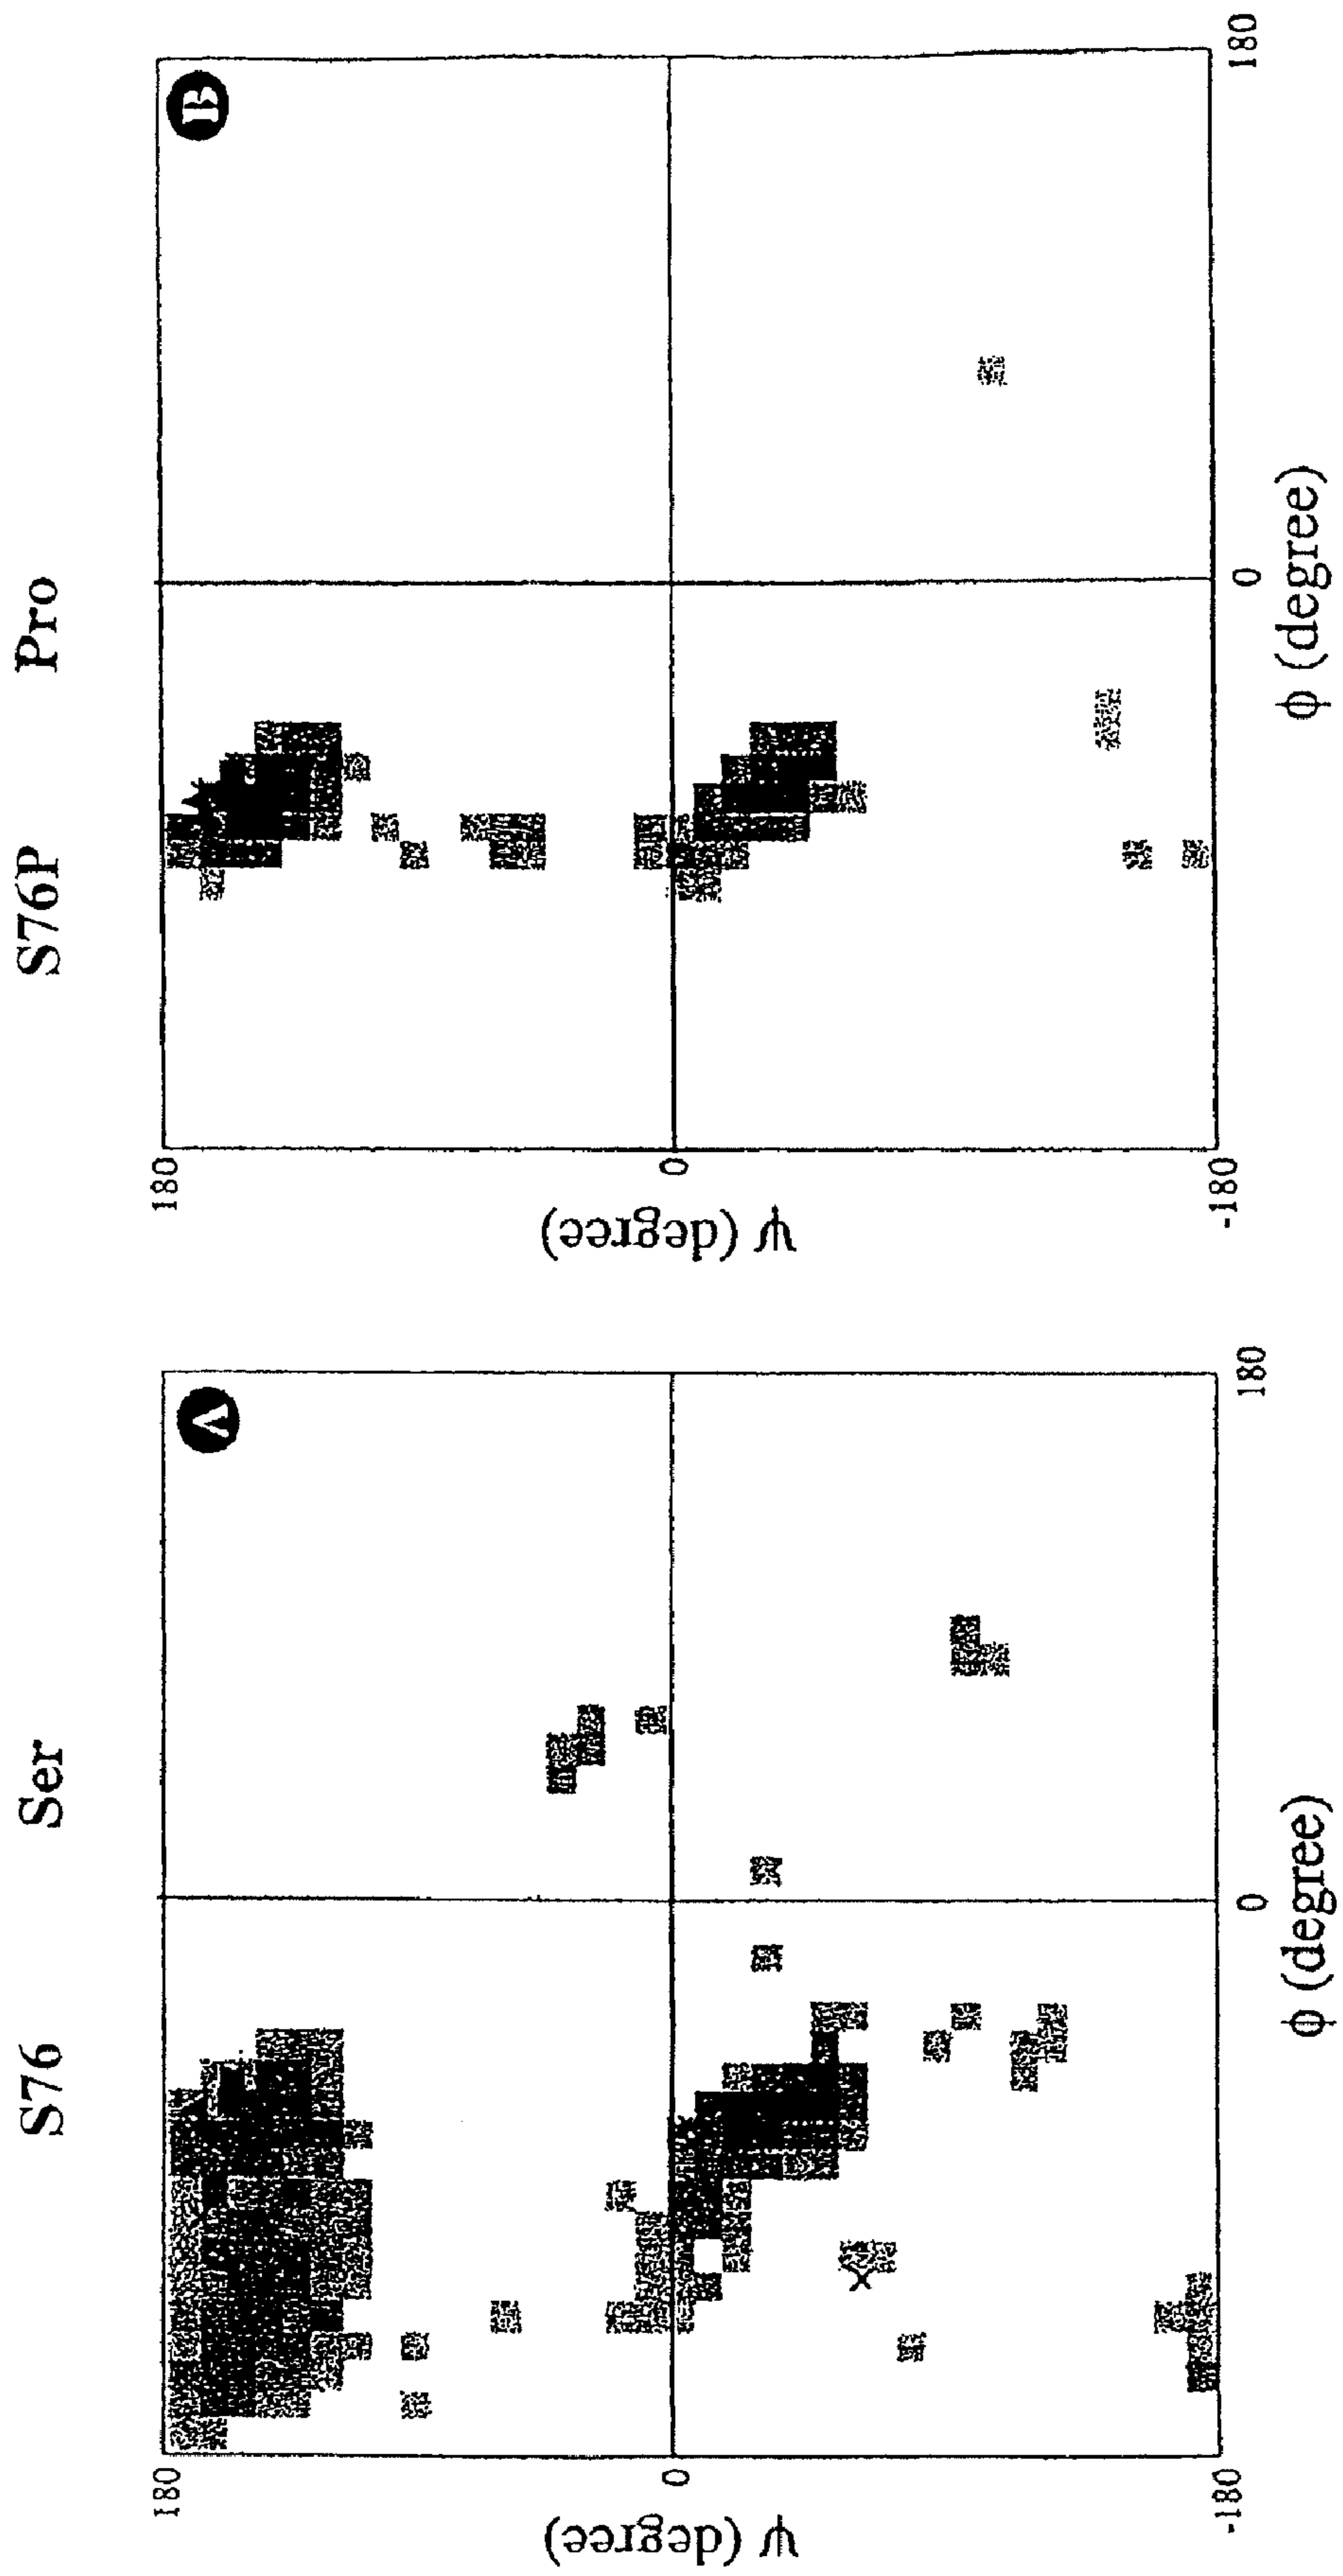 S76 Ser
A
180
0
-180
ψ (degree)
0
180
ϕ (degree)
X
S76P Pro
B
180
0
-180
ψ (degree)
0
180
ϕ (degree)